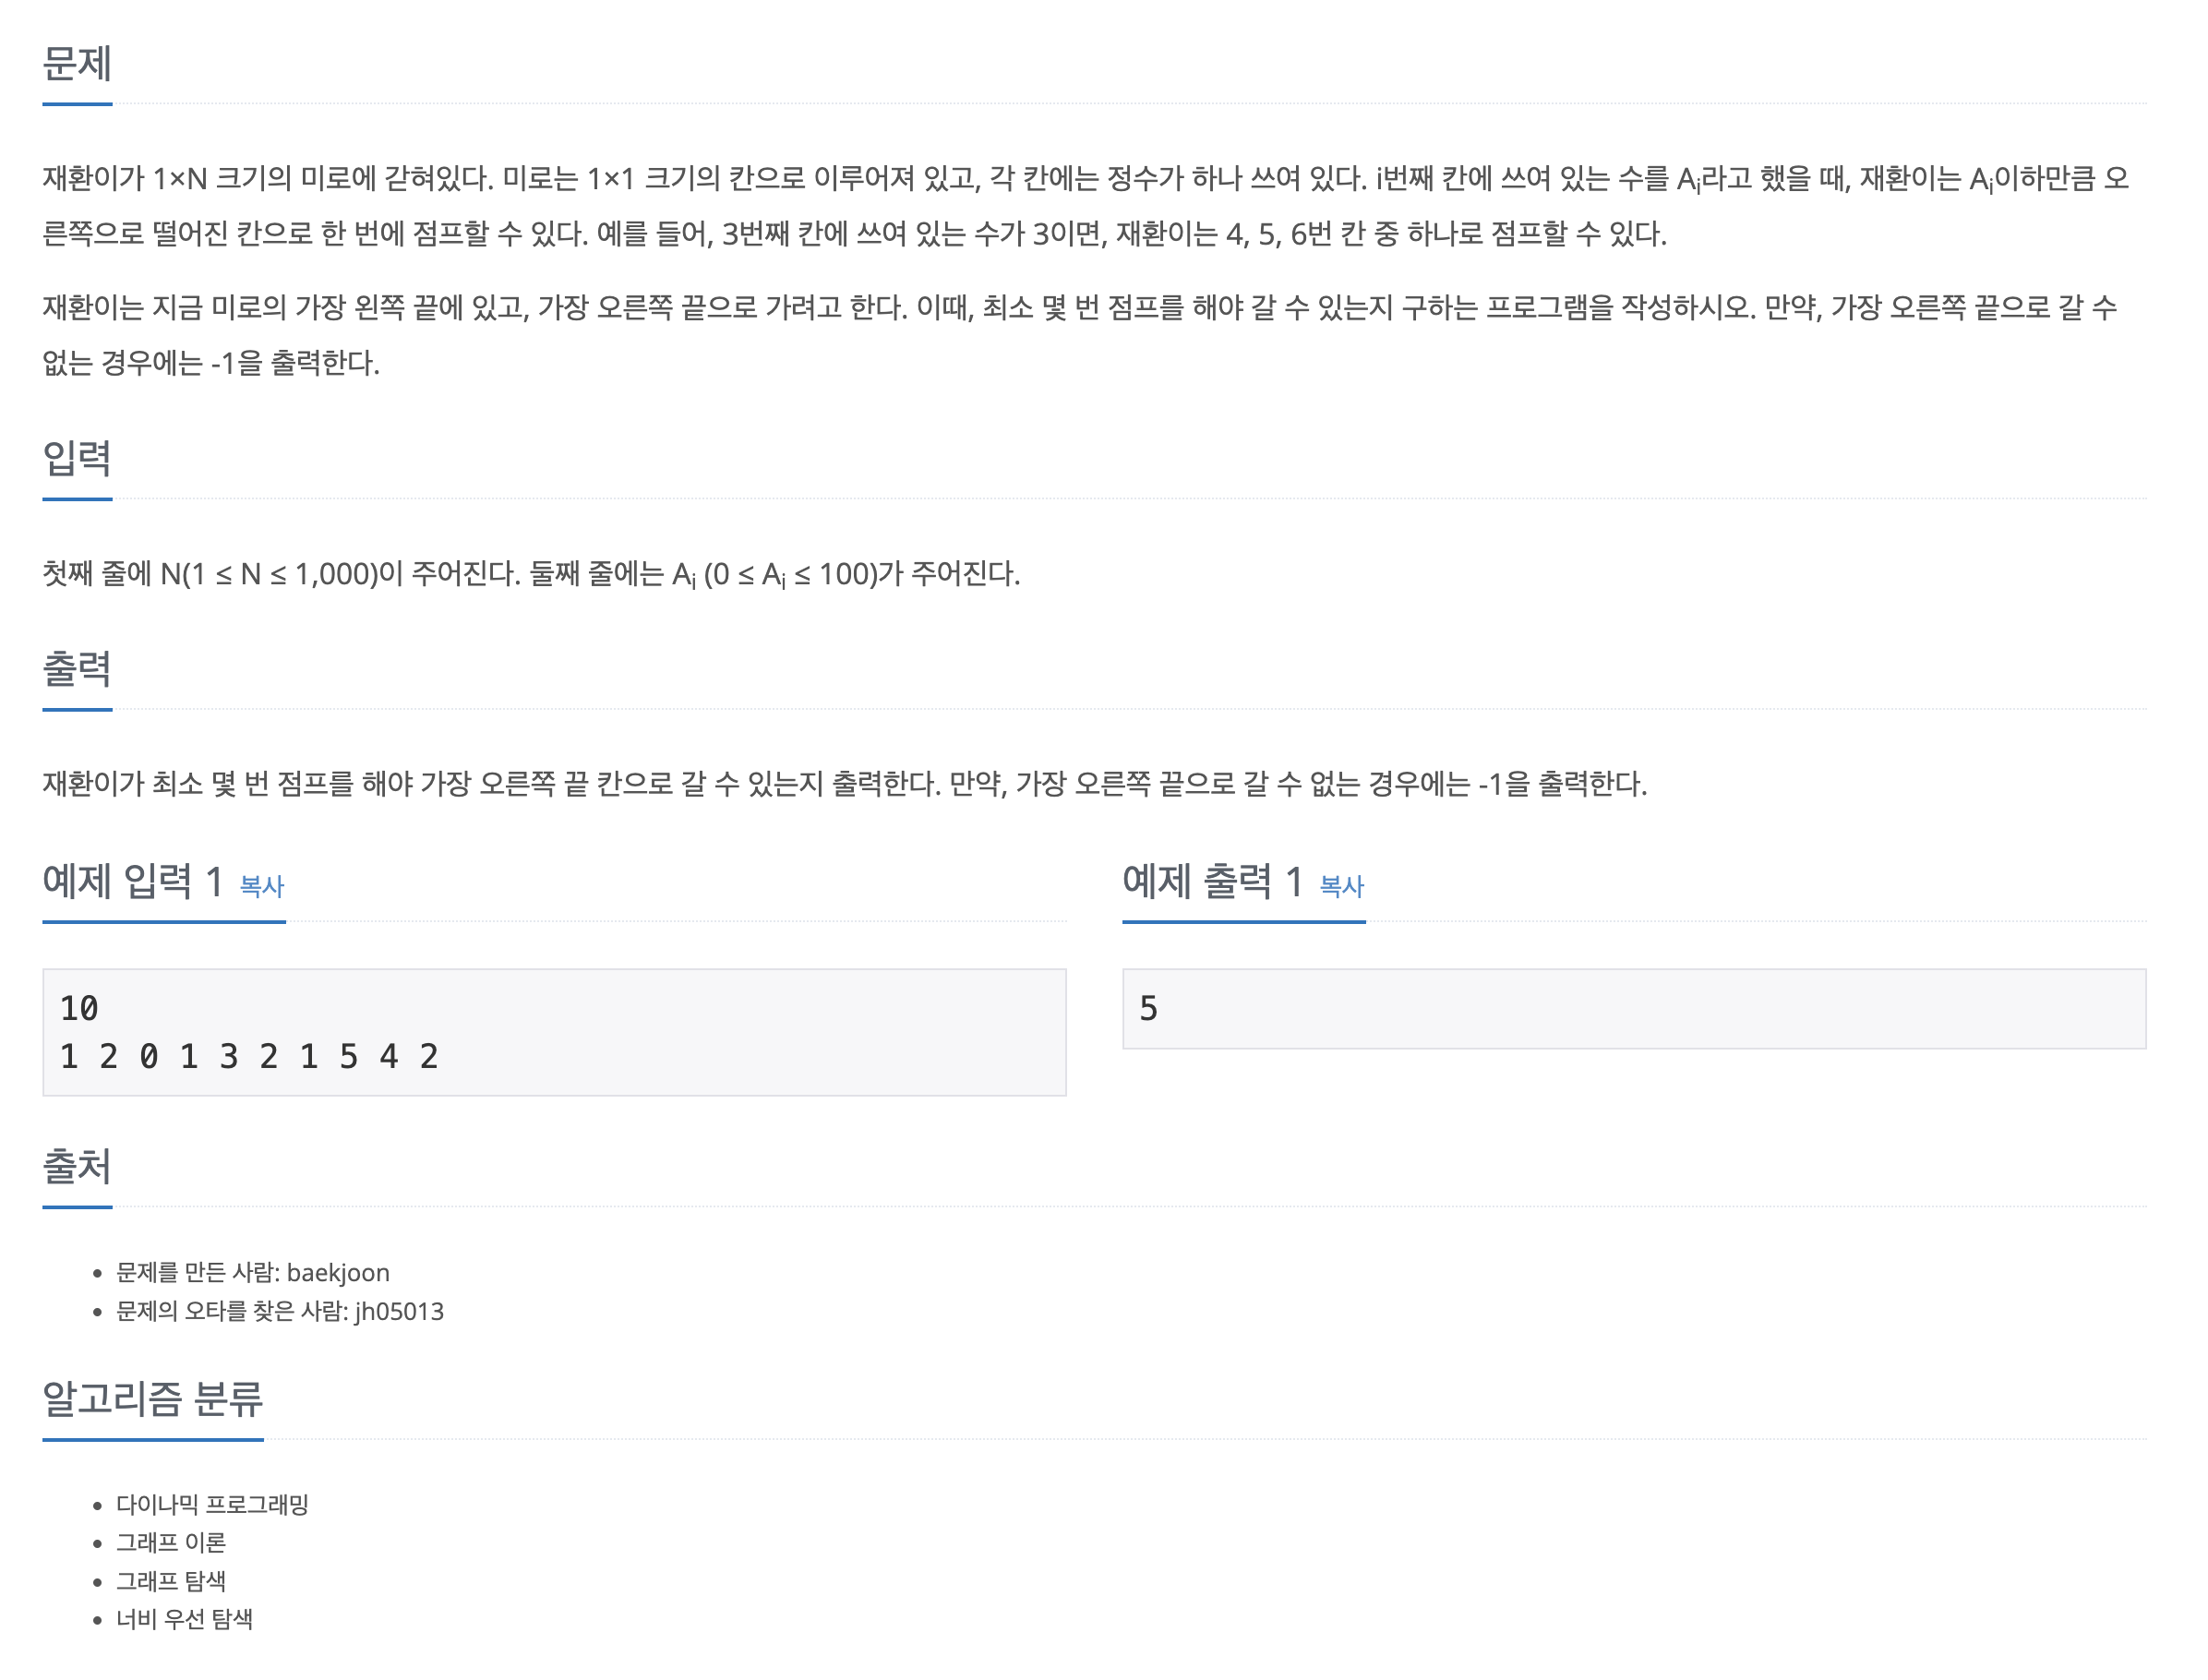 문제
재환이가 1×N 크기의 미로에 갇혀있다. 미로는 1×1 크기의 칸으로 이루어져 있고, 각 칸에는 정수가 하나 쓰여 있다. i번째 칸에 쓰여 있는 수를 Ai라고 했을 때, 재환이는 Ai이하만큼 오
른쪽으로 떨어진 칸으로 한 번에 점프할 수 있다. 예를 들어, 3번째 칸에 쓰여 있는 수가 3이면, 재환이는 4, 5, 6번 칸 중 하나로 점프할 수 있다.
재환이는 지금 미로의 가장 왼쪽 끝에 있고, 가장 오른쪽 끝으로 가려고 한다. 이때, 최소 몇 번 점프를 해야 갈 수 있는지 구하는 프로그램을 작성하시오. 만약, 가장 오른쪽 끝으로 갈 수
없는 경우에는 -1을 출력한다.
입력
첫째 줄에 N(1 ≤ N ≤ 1,000)이 주어진다. 둘째 줄에는 Ai (0 ≤ Ai ≤ 100)가 주어진다.
출력
재환이가 최소 몇 번 점프를 해야 가장 오른쪽 끝 칸으로 갈 수 있는지 출력한다. 만약, 가장 오른쪽 끝으로 갈 수 없는 경우에는 -1을 출력한다.
예제 입력 1 복사
10
1 2 0 1 3 2 1 5 4 2
예제 출력 1 복사
5
출처
• 문제를 만든 사람: baekjoon
• 문제의 오타를 찾은 사람: jh05013
알고리즘 분류
• 다이나믹 프로그래밍
• 그래프 이론
• 그래프 탐색
• 너비 우선 탐색